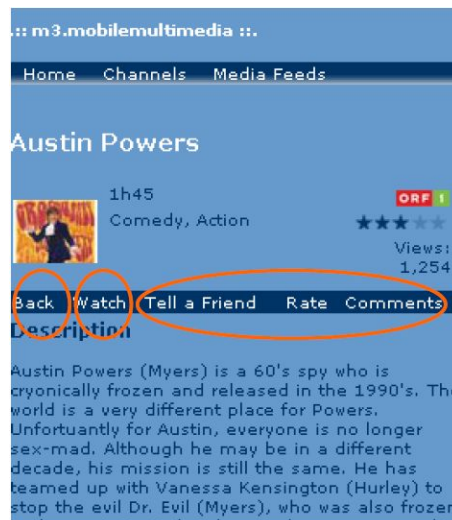 .:: m3.mobilemultimedia ::.
Home Channels Media Feeds
Austin Powers
1h45
ORF 1
Comedy, Action
Views:
1,254
Back Watch Tell a Friend Rate Comments
Description
Austin Powers (Myers) is a 60's spy who is
cryonically frozen and released in the 1990's. The
world is a very different place for Powers.
Unfortuantly for Austin, everyone is no longer
sex-mad. Although he may be in a different
decade, his mission is still the same. He has
teamed up with Vanessa Kensington (Hurley) to
stop the evil Dr. Evil (Myers), who was also frozen